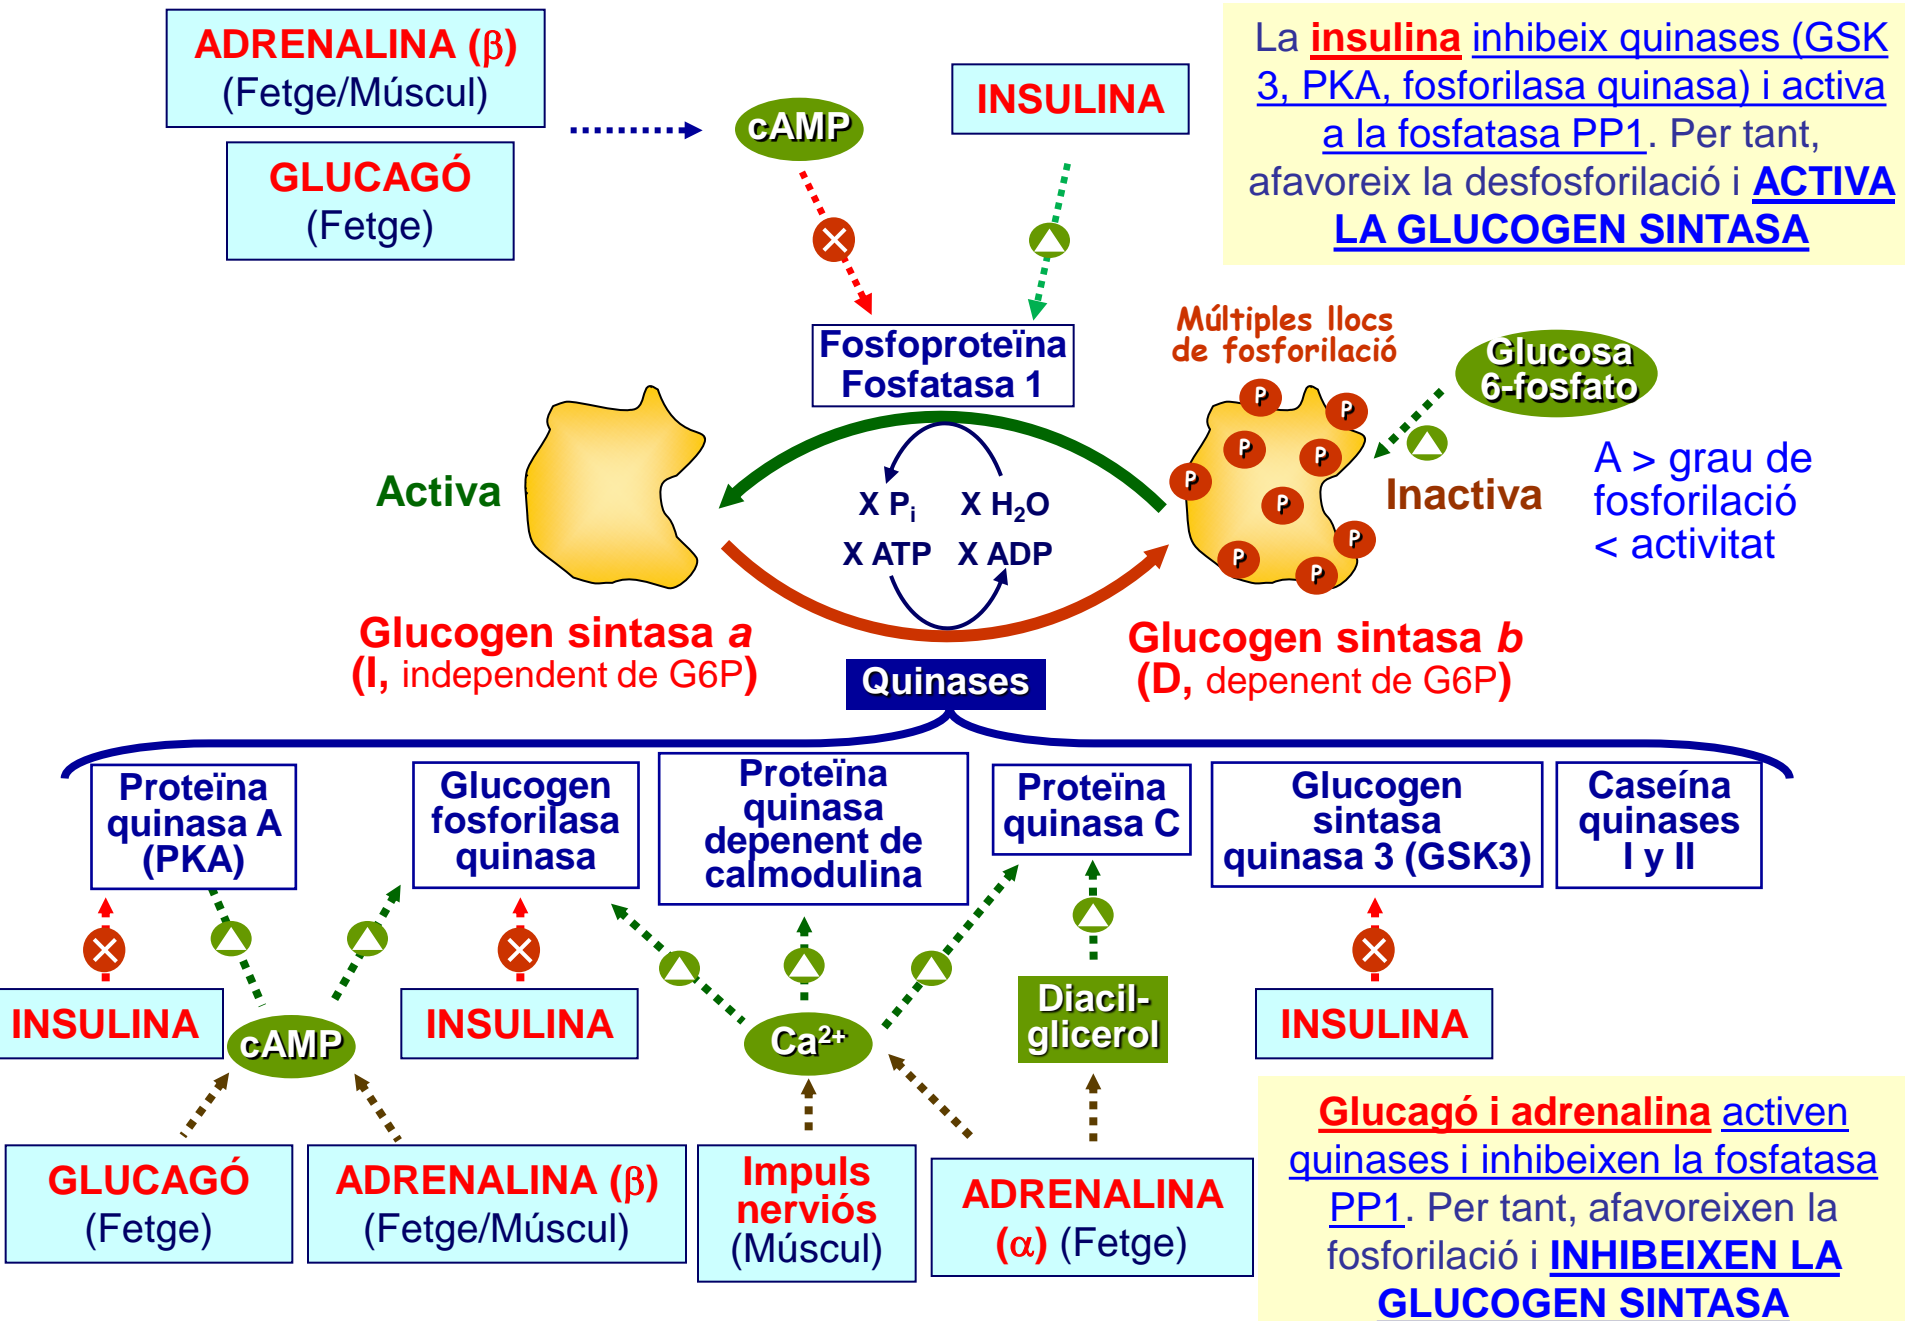 ADRENALINA (β)
(Fetge/Múscul)
GLUCAGÓ
(Fetge)
cAMP
INSULINA
La insulina inhibeix quinases (GSK
3, PKA, fosforilasa quinasa) i activa
a la fosfatasa PP1. Per tant,
afavoreix la desfosforilació i ACTIVA
LA GLUCOGEN SINTASA
Fosfoproteïna
Fosfatasa 1
Múltiples llocs
de fosforilació
Glucosa
6-fosfato
P
P
P
P
P
P
P
P
P
Activa
X Pi X H2O
X ATP X ADP
Inactiva
A > grau de
fosforilació
< activitat
Glucogen sintasa a
(I, independent de G6P)
Glucogen sintasa b
(D, depenent de G6P)
Quinases
Proteïna
quinasa A
(PKA)
Glucogen
fosforilasa
quinasa
Proteïna
quinasa
depenent de
calmodulina
Proteïna
quinasa C
Glucogen
sintasa
quinasa 3 (GSK3)
Caseína
quinases
I y II
INSULINA
cAMP
INSULINA
Ca2+
Diacil-
glicerol
INSULINA
GLUCAGÓ
(Fetge)
ADRENALINA (β)
(Fetge/Múscul)
Impuls
nerviós
(Múscul)
ADRENALINA
(α) (Fetge)
Glucagó i adrenalina activen
quinases i inhibeixen la fosfatasa
PP1. Per tant, afavoreixen la
fosforilació i INHIBEIXEN LA
GLUCOGEN SINTASA